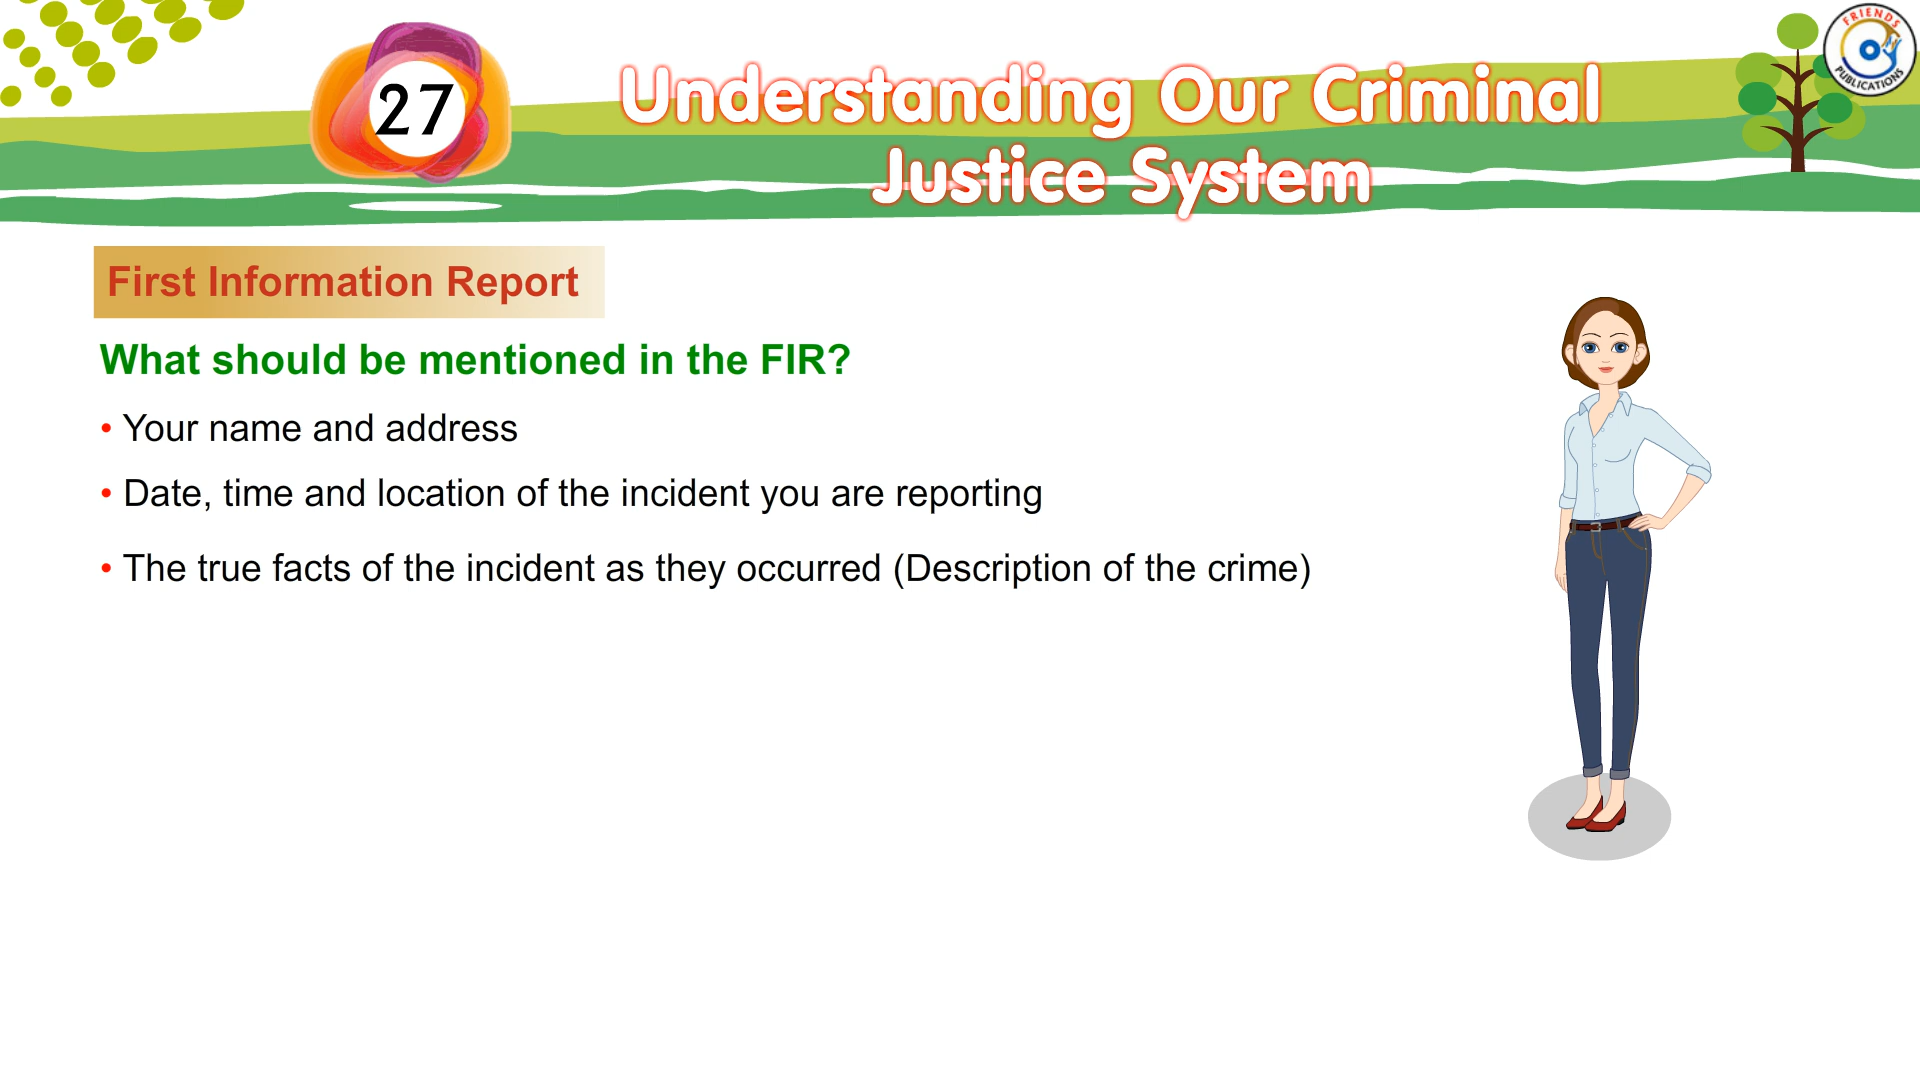 27
Understanding Our Criminal
Justice System
FRIENDS
PUBLICATIONS
First Information Report
What should be mentioned in the FIR?
• Your name and address
• Date, time and location of the incident you are reporting
• The true facts of the incident as they occurred (Description of the crime)